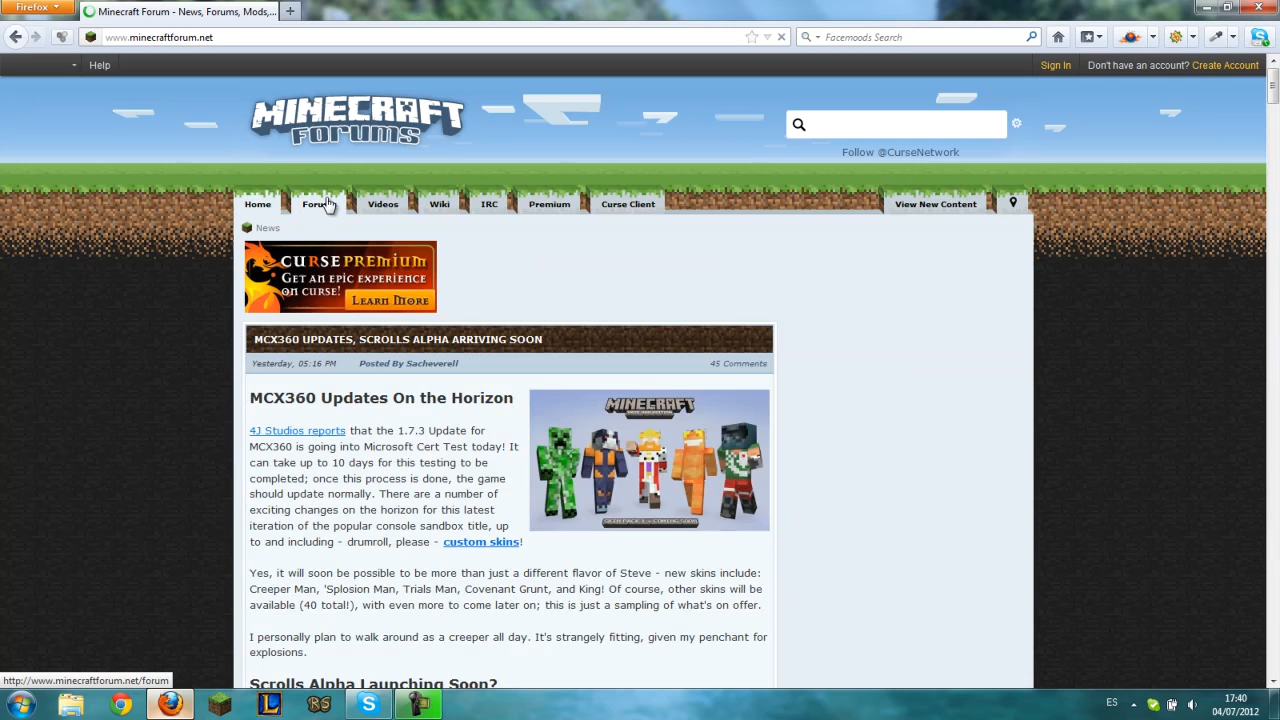 Firefox
Minecraft Forum - News, Forums, Mods,...
www.minecraftforum.net
Facemoods Search
Help
Sign In
Don't have an account? Create Account
MINECRAFT
FORUMS
Follow @CurseNetwork
Home
Forum
Videos
Wiki
IRC
Premium
Curse Client
View New Content
News
CURSE PREMIUM
GET AN EPIC EXPERIENCE
ON CURSE!
LEARN MORE
MCX360 UPDATES, SCROLLS ALPHA ARRIVING SOON
Yesterday, 05:16 PM
Posted By Sacheverell
45 Comments
MCX360 Updates On the Horizon
4J Studios reports that the 1.7.3 Update for
MCX360 is going into Microsoft Cert Test today! It
can take up to 10 days for this testing to be
completed; once this process is done, the game
should update normally. There are a number of
exciting changes on the horizon for this latest
iteration of the popular console sandbox title, up
to and including - drumroll, please - custom skins!
MINECRAFT
Yes, it will soon be possible to be more than just a different flavor of Steve - new skins include:
Creeper Man, 'Splosion Man, Trials Man, Covenant Grunt, and King! Of course, other skins will be
available (40 total!), with even more to come later on; this is just a sampling of what's on offer.
I personally plan to walk around as a creeper all day. It's strangely fitting, given my penchant for
explosions.
Scrolls Alpha Launching Soon?
http://www.minecraftforum.net/forum
RS
ES
17:40
04/07/2012